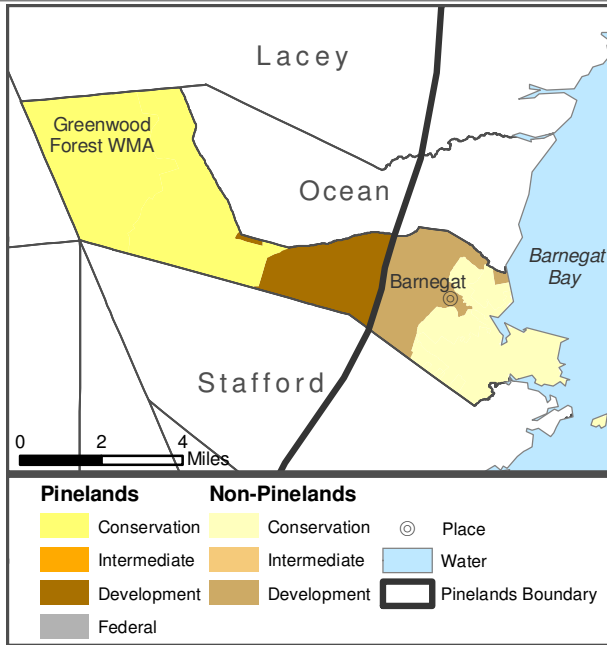 Lacey
Greenwood
Forest WMA
Ocean
Barnegat
Bay
Barnegat
Stafford
0 2 4
Miles
Pinelands Non-Pinelands
Conservation Conservation Place
Intermediate Intermediate Water
Development Development Pinelands Boundary
Federal